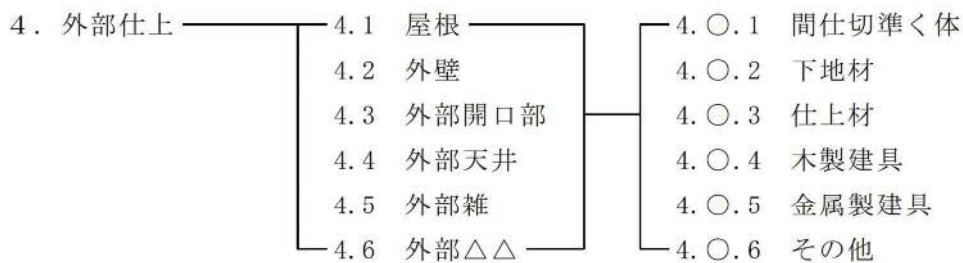 4．外部仕上 4.1 屋根 4.○.1 間仕切準く体
4.2 外壁 4.○.2 下地材
4.3 外部開口部 4.○.3 仕上材
4.4 外部天井 4.○.4 木製建具
4.5 外部雑 4.○.5 金属製建具
4.6 外部△△ 4.○.6 その他